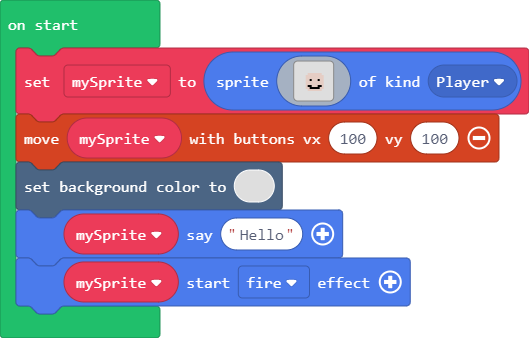 on start
set mySprite to sprite of kind Player
move mySprite with buttons vx 100 vy 100
set background color to
mySprite say "Hello"
mySprite start fire effect